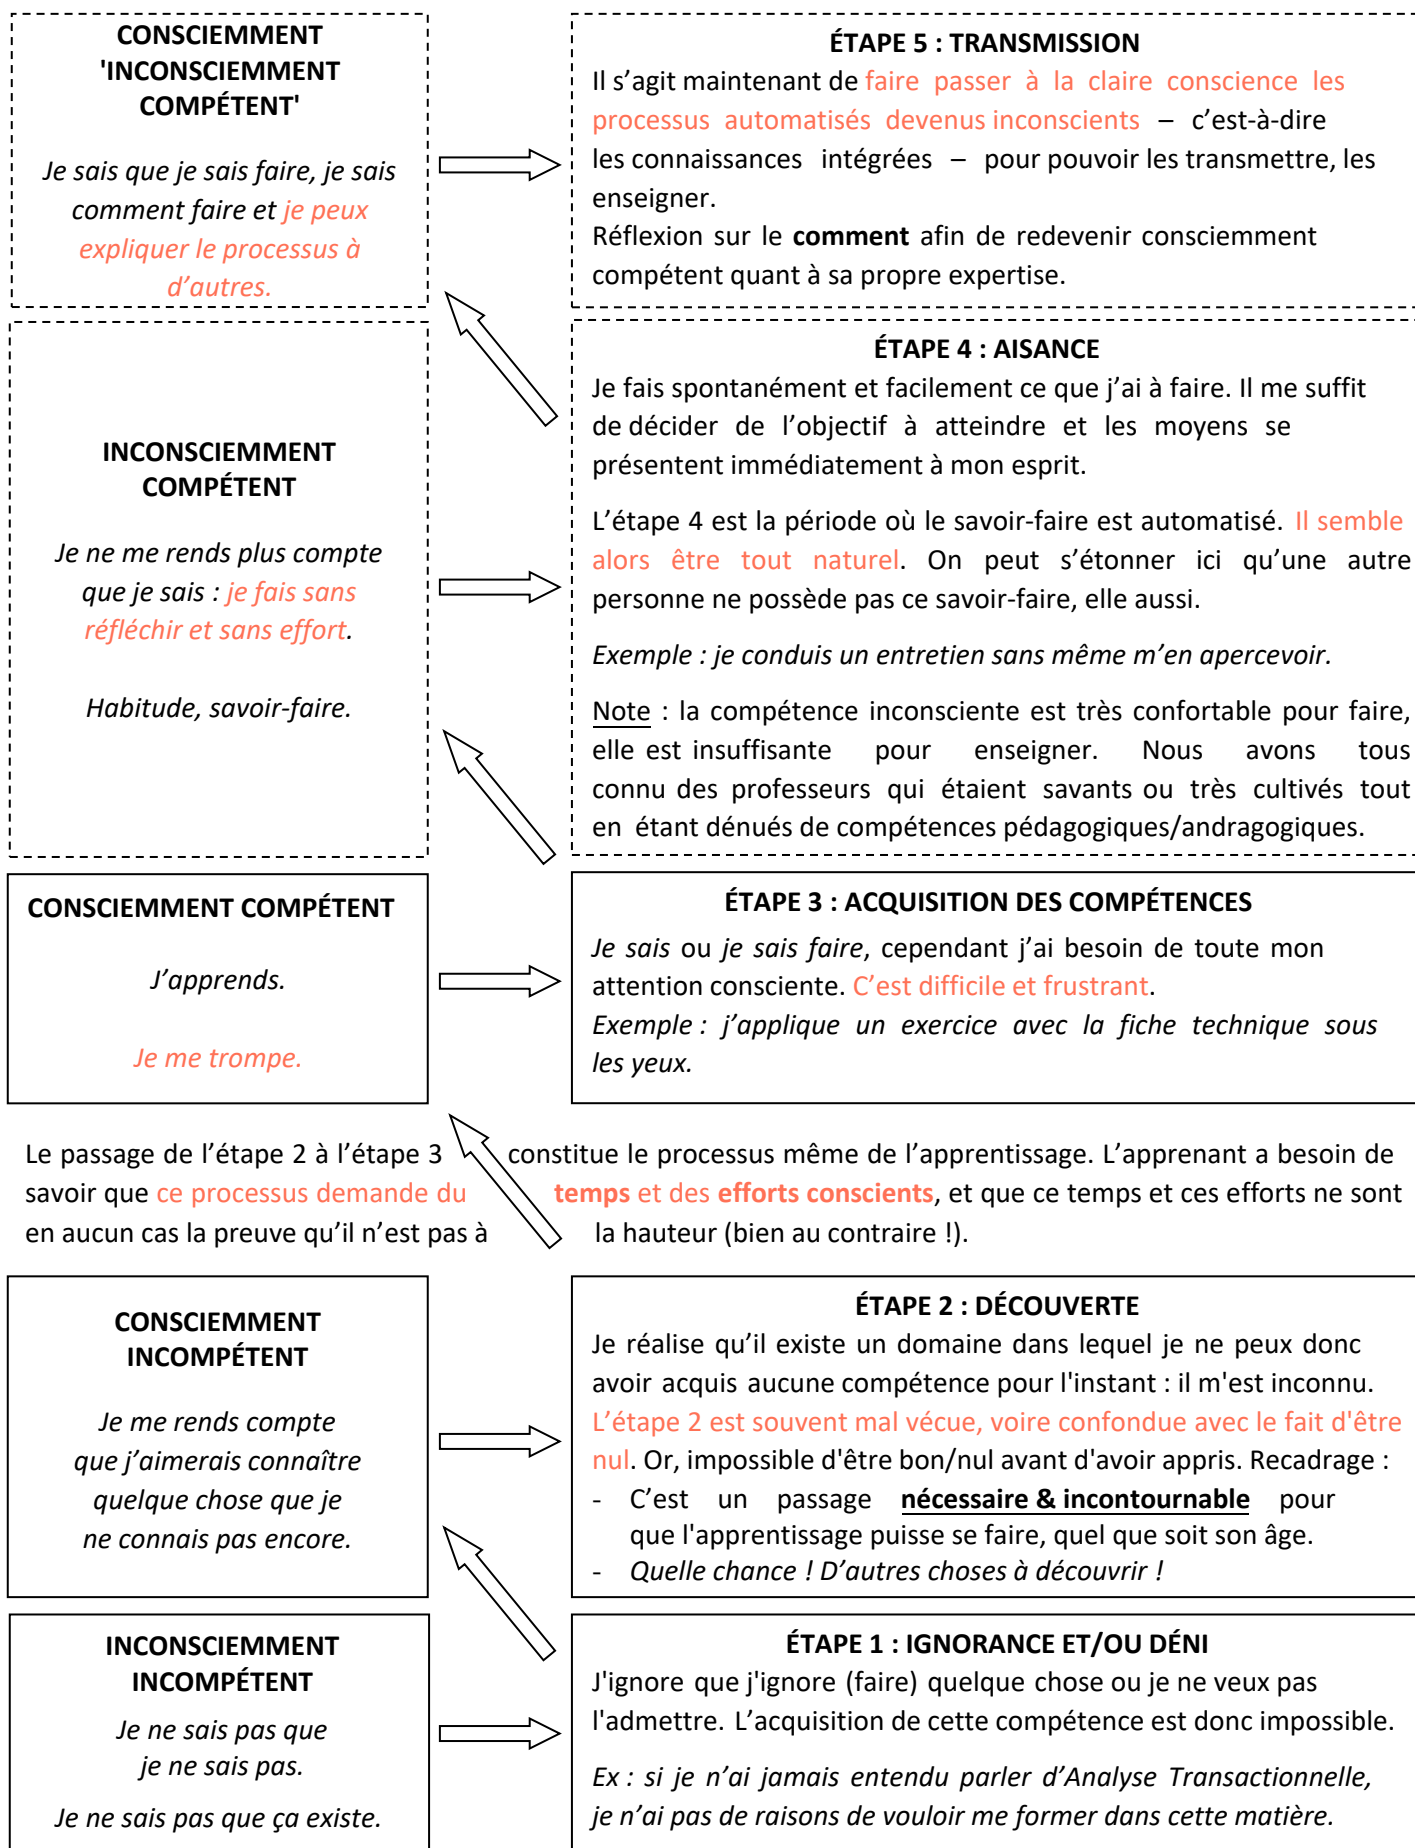 CONSCIEMMENT
'INCONSCIEMMENT
COMPÉTENT'
Je sais que je sais faire, je sais
comment faire et je peux
expliquer le processus à
d’autres.
ÉTAPE 5 : TRANSMISSION
Il s’agit maintenant de faire passer à la claire conscience les
processus automatisés devenus inconscients – c’est-à-dire
les connaissances intégrées – pour pouvoir les transmettre, les
enseigner.
Réflexion sur le comment afin de redevenir consciemment
compétent quant à sa propre expertise.
INCONSCIEMMENT
COMPÉTENT
Je ne me rends plus compte
que je sais : je fais sans
réfléchir et sans effort.
Habitude, savoir-faire.
ÉTAPE 4 : AISANCE
Je fais spontanément et facilement ce que j’ai à faire. Il me suffit
de décider de l’objectif à atteindre et les moyens se
présentent immédiatement à mon esprit.
L’étape 4 est la période où le savoir-faire est automatisé. Il semble
alors être tout naturel. On peut s’étonner ici qu’une autre
personne ne possède pas ce savoir-faire, elle aussi.
Exemple : je conduis un entretien sans même m’en apercevoir.
Note : la compétence inconsciente est très confortable pour faire,
elle est insuffisante pour enseigner. Nous avons tous
connu des professeurs qui étaient savants ou très cultivés tout
en étant dénués de compétences pédagogiques/andragogiques.
CONSCIEMMENT COMPÉTENT
J’apprends.
Je me trompe.
ÉTAPE 3 : ACQUISITION DES COMPÉTENCES
Je sais ou je sais faire, cependant j’ai besoin de toute mon
attention consciente. C’est difficile et frustrant.
Exemple : j’applique un exercice avec la fiche technique sous
les yeux.
Le passage de l’étape 2 à l’étape 3 constitue le processus même de l’apprentissage. L’apprenant a besoin de
savoir que ce processus demande du temps et des efforts conscients, et que ce temps et ces efforts ne sont
en aucun cas la preuve qu’il n’est pas à la hauteur (bien au contraire !).
CONSCIEMMENT
INCOMPÉTENT
Je me rends compte
que j’aimerais connaître
quelque chose que je
ne connais pas encore.
ÉTAPE 2 : DÉCOUVERTE
Je réalise qu’il existe un domaine dans lequel je ne peux donc
avoir acquis aucune compétence pour l'instant : il m'est inconnu.
L’étape 2 est souvent mal vécue, voire confondue avec le fait d'être
nul. Or, impossible d'être bon/nul avant d'avoir appris. Recadrage :
- C’est un passage nécessaire & incontournable pour
que l'apprentissage puisse se faire, quel que soit son âge.
- Quelle chance ! D’autres choses à découvrir !
INCONSCIEMMENT
INCOMPÉTENT
Je ne sais pas que
je ne sais pas.
Je ne sais pas que ça existe.
ÉTAPE 1 : IGNORANCE ET/OU DÉNI
J'ignore que j'ignore (faire) quelque chose ou je ne veux pas
l'admettre. L’acquisition de cette compétence est donc impossible.
Ex : si je n’ai jamais entendu parler d’Analyse Transactionnelle,
je n’ai pas de raisons de vouloir me former dans cette matière.